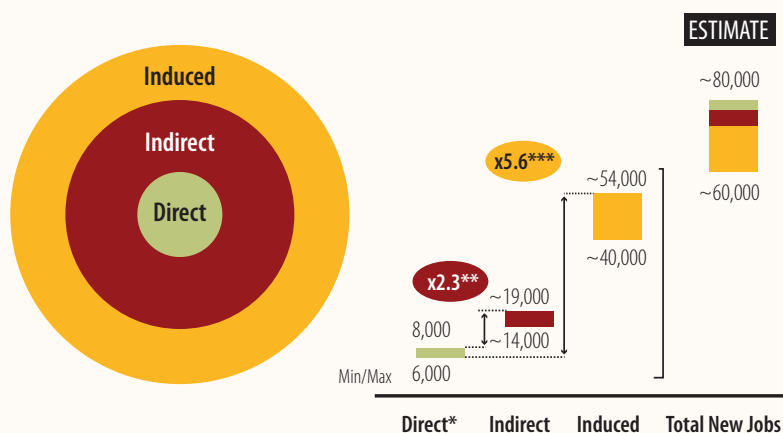 ESTIMATE
Induced
Indirect
Direct
~80,000
~60,000
x5.6***
~54,000
~40,000
x2.3**
~19,000
~14,000
8,000
Min/Max
6,000
Direct*
Indirect
Induced
Total New Jobs